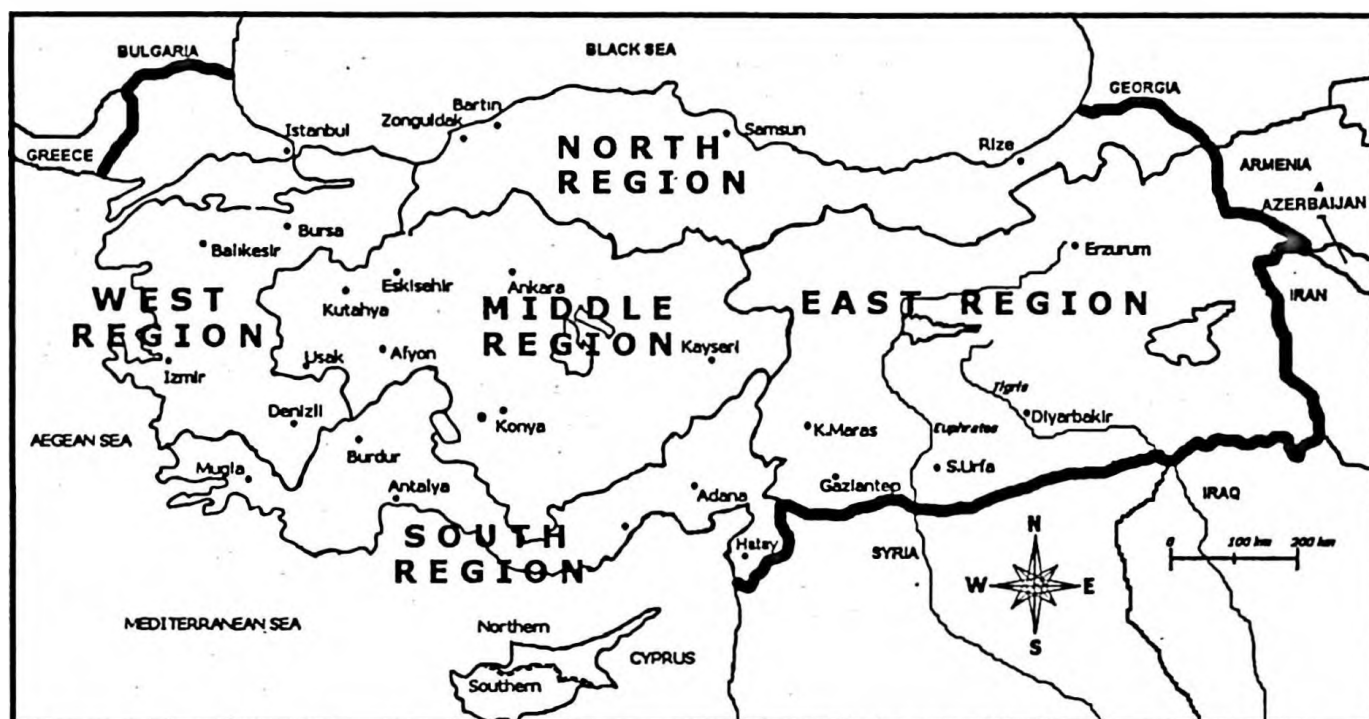 BLACK SEA
BULGARIA
GEORGIA
Bartın
Zonguldak
Istanbul
Samsun
NORTH
REGION
Rize
GREECE
ARMENIA
AZERBAIJAN
Bursa
Balıkesir
Erzurum
Eskisehir
Ankara
Kutahya
IRAN
WEST
REGION
MIDDLE
REGION
EAST REGION
Usak
Afyon
Kayseri
Izmir
Tigris
Denizli
Konya
Diyarbakir
K.Maras
Euphrates
AEGEAN SEA
Burdur
S.Urfa
Mugla
Gaziantep
Antalya
Adana
IRAQ
SOUTH
REGION
Hatay
SYRIA
N
W
E
S
0 100 km 200 km
MEDITERRANEAN SEA
Northern
CYPRUS
Southern